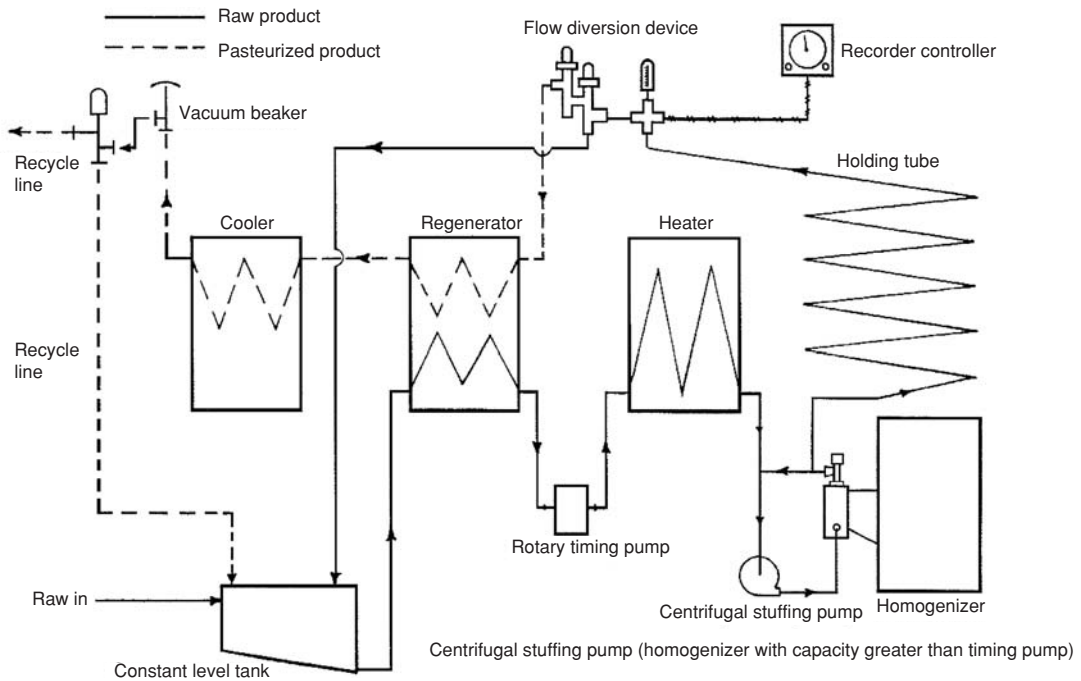 Raw product
Pasteurized product
Flow diversion device
Recorder controller
Vacuum beaker
Recycle
line
Holding tube
Cooler
Regenerator
Heater
Recycle
line
Rotary timing pump
Raw in
Centrifugal stuffing pump
Homogenizer
Constant level tank
Centrifugal stuffing pump (homogenizer with capacity greater than timing pump)